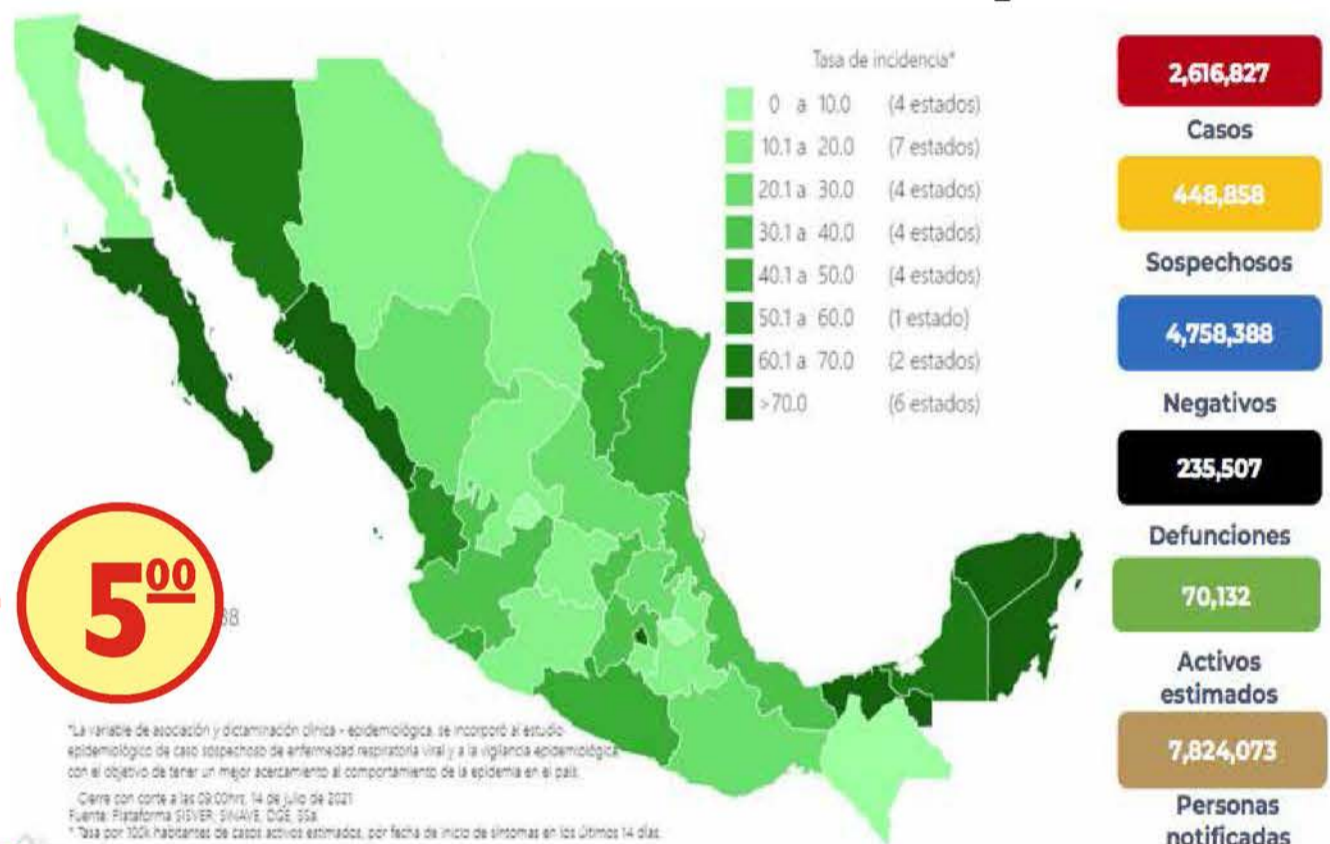 Tasa de incidencia*
0 a 10.0 (4 estados)
10.1 a 20.0 (7 estados)
20.1 a 30.0 (4 estados)
30.1 a 40.0 (4 estados)
40.1 a 50.0 (4 estados)
50.1 a 60.0 (1 estado)
60.1 a 70.0 (2 estados)
>70.0 (6 estados)
2,616,827
Casos
448,858
Sospechosos
4,758,388
Negativos
235,507
Defunciones
70,132
Activos
estimados
7,824,073
Personas
notificadas
5⁰⁰
38
*La variable de asociación y dictaminación clínica - epidemiológica, se incorporó al estudio
epidemiológico de caso sospechoso de enfermedad respiratoria viral y a la vigilancia epidemiológica
con el objetivo de tener un mejor acercamiento al comportamiento de la epidemia en el país.
Cierre con corte a las 09:00hrs, 14 de julio de 2021
Fuente: Plataforma SISVER, SINAVE, DGE, SSa
* Tasa por 100k habitantes de casos activos estimados, por fecha de inicio de síntomas en los últimos 14 días.